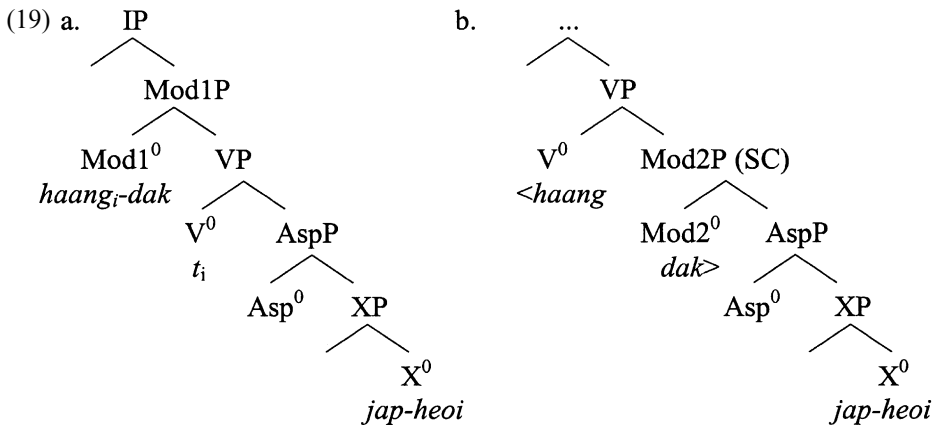 (19) a. IP b. ...
Mod1P VP
Mod1⁰ VP V⁰ Mod2P (SC)
haangᵢ-dak <haang
V⁰ AspP Mod2⁰ AspP
tᵢ dak>
Asp⁰ XP Asp⁰ XP
X⁰ X⁰
jap-heoi jap-heoi